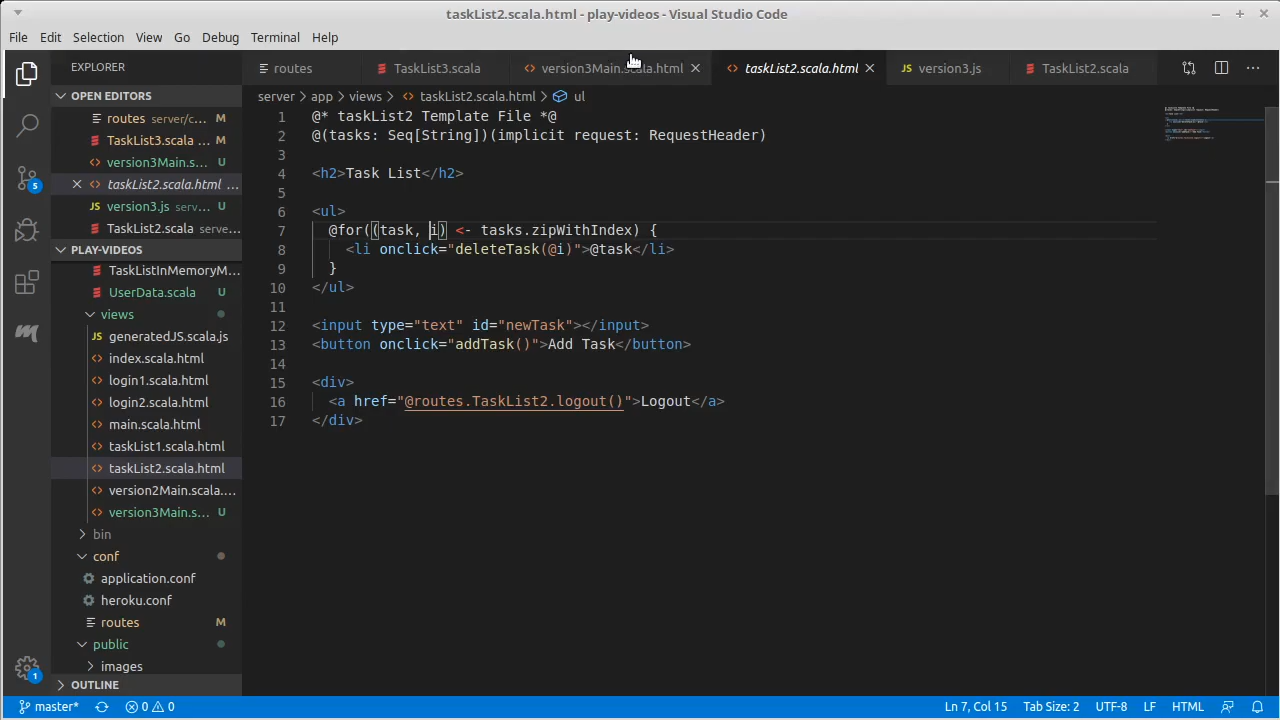 taskList2.scala.html - play-videos - Visual Studio Code
File Edit Selection View Go Debug Terminal Help
EXPLORER
routes TaskList3.scala version3Main.scala.html taskList2.scala.html version3.js TaskList2.scala
OPEN EDITORS
server app views taskList2.scala.html ul
routes server/c... M
TaskList3.scala ... M
version3Main.s... U
taskList2.scala.html ...
version3.js serv... U
TaskList2.scala serve...
PLAY-VIDEOS
TaskListInMemoryM...
UserData.scala U
views
generatedJS.scala.js
index.scala.html
login1.scala.html
login2.scala.html
main.scala.html
taskList1.scala.html
taskList2.scala.html
version2Main.scala....
version3Main.s... U
bin
conf
application.conf
heroku.conf
routes M
public
images
OUTLINE
1 @* taskList2 Template File *@
2 @(tasks: Seq[String])(implicit request: RequestHeader)
3
4 <h2>Task List</h2>
5
6 <ul>
7 @for((task, i) <- tasks.zipWithIndex) {
8 <li onclick="deleteTask(@i)">@task</li>
9 }
10 </ul>
11
12 <input type="text" id="newTask"></input>
13 <button onclick="addTask()">Add Task</button>
14
15 <div>
16 <a href="@routes.TaskList2.logout()">Logout</a>
17 </div>
5
1
master* 0 0 Ln 7, Col 15 Tab Size: 2 UTF-8 LF HTML